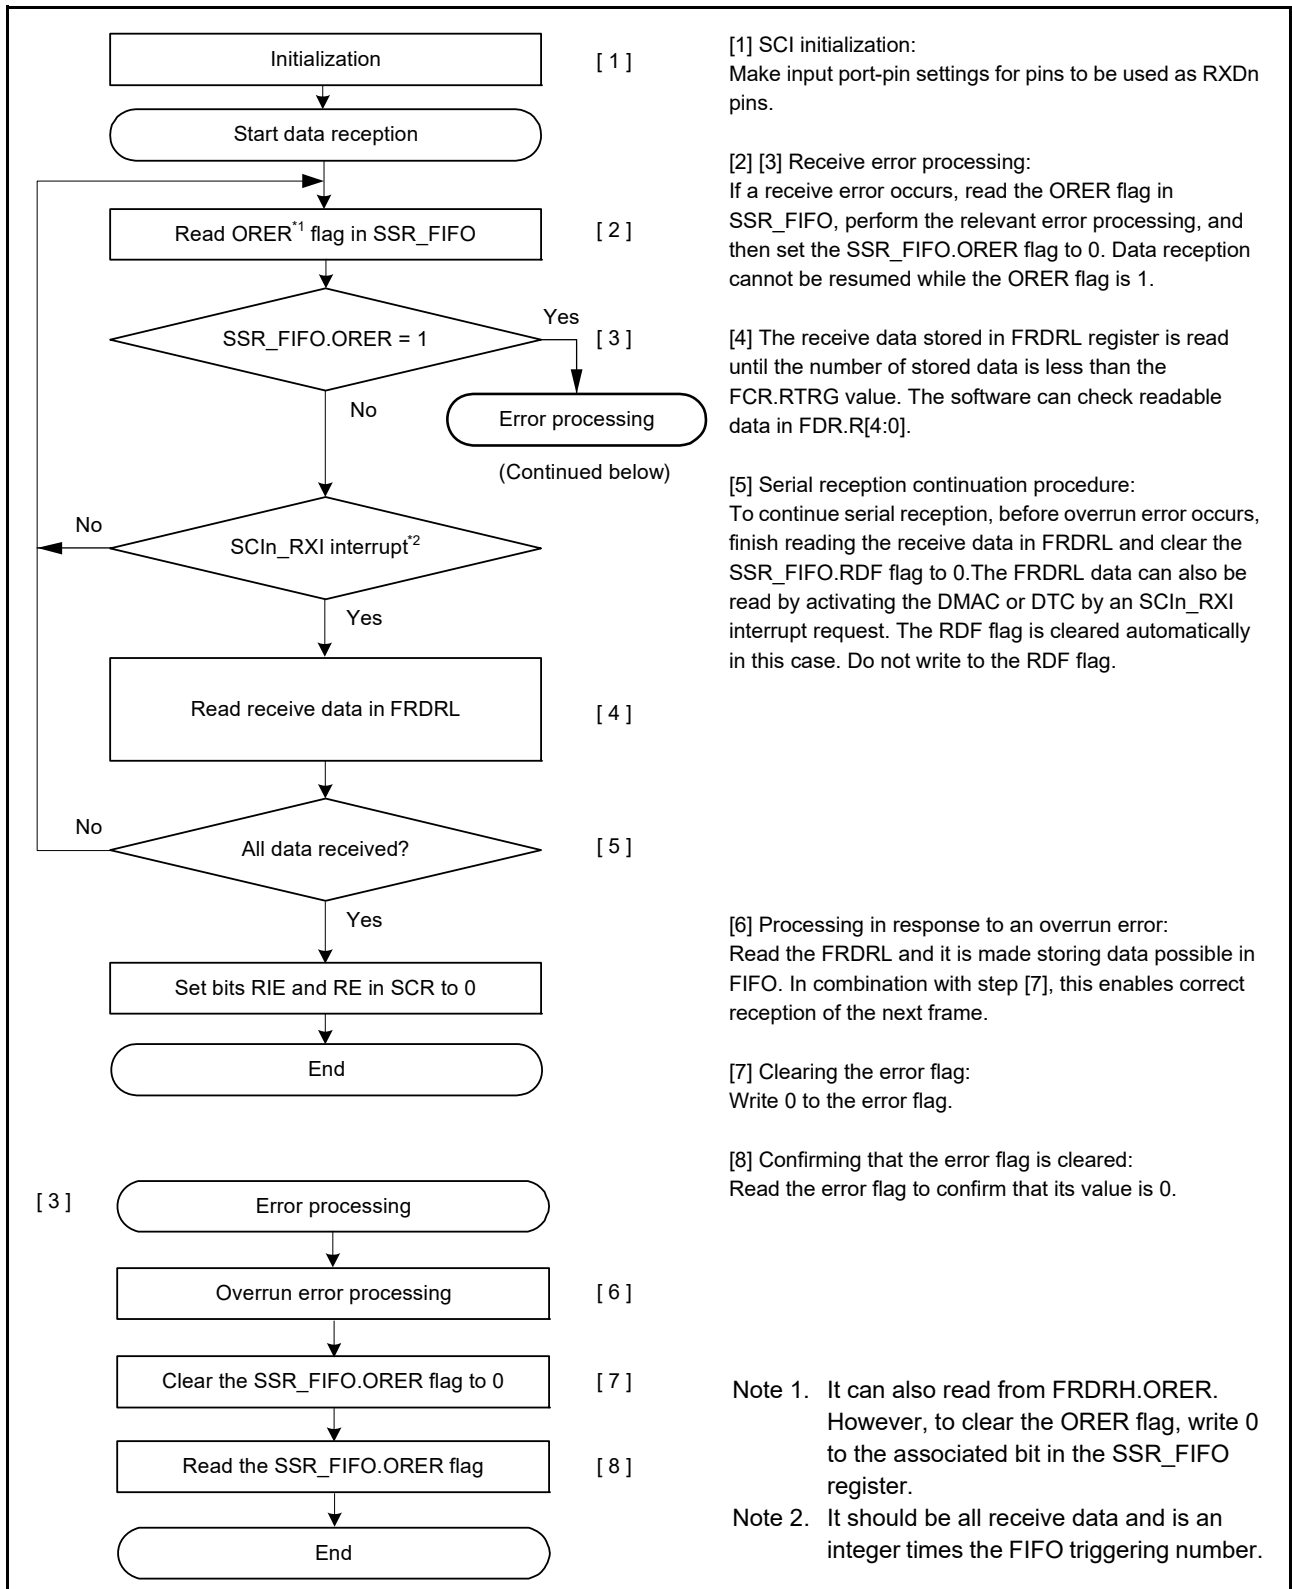 Initialization
[ 1 ]
Start data reception
Read ORER*1 flag in SSR_FIFO
[ 2 ]
SSR_FIFO.ORER = 1
Yes
[ 3 ]
No
Error processing
(Continued below)
No
SCIn_RXI interrupt*2
Yes
Read receive data in FRDRL
[ 4 ]
No
All data received?
[ 5 ]
Yes
Set bits RIE and RE in SCR to 0
End
[ 3 ]
Error processing
Overrun error processing
[ 6 ]
Clear the SSR_FIFO.ORER flag to 0
[ 7 ]
Read the SSR_FIFO.ORER flag
[ 8 ]
End
[1] SCI initialization:
Make input port-pin settings for pins to be used as RXDn
pins.
[2] [3] Receive error processing:
If a receive error occurs, read the ORER flag in
SSR_FIFO, perform the relevant error processing, and
then set the SSR_FIFO.ORER flag to 0. Data reception
cannot be resumed while the ORER flag is 1.
[4] The receive data stored in FRDRL register is read
until the number of stored data is less than the
FCR.RTRG value. The software can check readable
data in FDR.R[4:0].
[5] Serial reception continuation procedure:
To continue serial reception, before overrun error occurs,
finish reading the receive data in FRDRL and clear the
SSR_FIFO.RDF flag to 0.The FRDRL data can also be
read by activating the DMAC or DTC by an SCIn_RXI
interrupt request. The RDF flag is cleared automatically
in this case. Do not write to the RDF flag.
[6] Processing in response to an overrun error:
Read the FRDRL and it is made storing data possible in
FIFO. In combination with step [7], this enables correct
reception of the next frame.
[7] Clearing the error flag:
Write 0 to the error flag.
[8] Confirming that the error flag is cleared:
Read the error flag to confirm that its value is 0.
Note 1. It can also read from FRDRH.ORER.
However, to clear the ORER flag, write 0
to the associated bit in the SSR_FIFO
register.
Note 2. It should be all receive data and is an
integer times the FIFO triggering number.